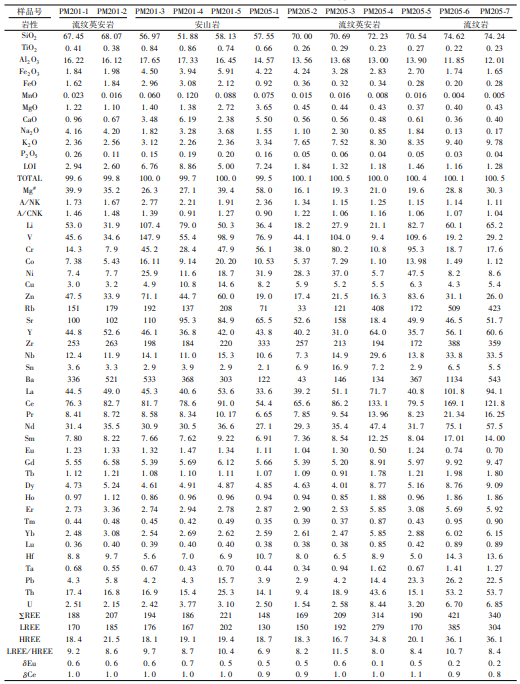 样品号 PM201-1 PM201-2 PM201-3 PM201-4 PM201-5 PM205-1 PM205-2 PM205-3 PM205-4 PM205-5 PM205-6 PM205-7
岩性 流纹英安岩 安山岩 流纹英安岩 流纹岩
SiO2 67.45 68.07 56.97 51.88 58.13 57.55 70.00 70.69 72.23 70.54 74.62 74.24
TiO2 0.41 0.38 0.84 0.86 0.74 0.66 0.26 0.29 0.23 0.27 0.22 0.23
Al2O3 16.22 16.12 17.65 17.33 16.45 14.57 13.56 13.68 13.00 13.90 11.85 12.01
Fe2O3 1.84 1.98 4.50 3.94 5.91 4.22 4.24 3.28 2.83 2.70 1.74 1.65
FeO 1.62 1.84 2.96 3.08 2.12 0.92 0.36 0.32 0.34 0.28 0.20 0.28
MnO 0.023 0.016 0.060 0.120 0.088 0.075 0.015 0.016 0.008 0.016 0.004 0.005
MgO 1.22 1.10 1.40 1.38 2.72 3.65 0.45 0.44 0.43 0.37 0.40 0.43
CaO 0.96 0.67 3.48 6.19 2.38 5.50 0.56 0.56 0.48 0.61 0.36 0.40
Na2O 4.16 4.20 1.82 3.28 3.68 1.55 1.10 2.30 0.85 1.84 0.13 0.17
K2O 2.36 2.56 3.12 2.26 2.36 3.34 7.65 7.52 8.30 8.35 9.40 9.78
P2O5 0.26 0.11 0.15 0.19 0.20 0.16 0.05 0.06 0.04 0.05 0.03 0.04
LOI 2.94 2.60 6.76 8.86 5.00 7.24 1.84 1.32 1.18 1.46 1.16 1.28
TOTAL 99.6 99.8 100.0 99.7 100.0 99.5 100.1 100.5 100.0 100.4 100.1 100.5
Mg# 39.9 35.2 26.3 27.1 39.4 58.0 16.1 19.3 21.0 19.6 28.8 30.3
A/NK 1.73 1.67 2.77 2.21 1.91 2.36 1.34 1.15 1.25 1.15 1.14 1.11
A/CNK 1.46 1.48 1.39 0.91 1.27 0.90 1.22 1.06 1.16 1.06 1.07 1.04
Li 53.0 31.9 107.4 79.0 50.3 36.4 18.2 27.9 21.1 82.7 60.1 65.2
V 45.6 34.6 147.9 55.4 98.9 76.9 44.1 104.0 9.4 109.6 19.2 29.2
Cr 14.3 7.9 45.2 28.4 47.9 56.1 38.0 80.2 10.8 95.3 18.7 17.6
Co 7.38 5.43 16.11 9.14 20.20 10.53 5.37 7.29 1.10 13.98 1.49 1.12
Ni 7.4 7.7 25.9 11.6 18.7 31.9 28.3 37.0 5.7 47.5 8.2 8.6
Cu 3.0 3.2 4.9 10.8 14.6 8.2 5.9 5.2 5.5 6.3 4.3 5.4
Zn 47.5 33.9 71.1 44.7 60.0 19.0 17.4 21.5 16.3 83.6 31.1 26.0
Rb 151 179 192 137 208 71 33 121 408 172 509 423
Sr 100 102 110 95.3 84.9 65.5 52.6 158 18.4 49.9 46.5 51.7
Y 44.8 52.6 46.1 36.8 42.0 43.8 40.2 31.0 64.0 35.7 56.1 60.6
Zr 253 263 198 184 220 333 257 213 194 172 388 359
Nb 12.4 11.9 14.1 11.0 15.3 10.6 7.3 14.9 29.6 13.8 33.8 33.5
Sn 3.6 3.3 2.9 3.9 2.9 2.1 6.9 16.9 7.2 2.9 6.5 5.5
Ba 336 521 533 368 303 122 43 146 134 367 1134 543
La 44.5 49.0 45.3 40.6 53.6 33.6 39.2 51.1 71.7 40.8 101.8 94.1
Ce 76.3 82.7 81.7 78.6 91.0 54.4 65.6 86.2 133.1 79.5 169.1 121.8
Pr 8.41 8.72 8.58 8.34 10.17 6.65 7.85 9.54 13.96 8.23 21.34 16.25
Nd 31.4 35.5 30.9 30.5 36.6 27.1 29.3 35.4 47.4 31.7 75.1 57.5
Sm 7.80 8.22 7.66 7.62 9.22 6.91 7.36 8.54 12.25 8.04 17.01 14.00
Eu 1.23 1.33 1.32 1.47 1.34 1.11 1.04 1.30 0.50 1.24 0.74 0.70
Gd 5.55 5.58 5.39 5.69 6.12 5.66 5.39 5.20 8.91 5.97 9.92 9.47
Tb 1.12 1.21 1.08 1.10 1.11 1.07 1.09 0.91 1.78 1.21 1.98 1.80
Dy 4.73 5.24 4.61 4.91 4.87 4.85 4.63 4.01 8.77 5.16 8.76 9.09
Ho 0.97 1.12 0.86 0.96 0.96 0.94 0.94 0.85 1.88 0.96 1.86 1.86
Er 2.73 3.36 2.74 2.94 2.78 2.87 2.90 2.53 5.85 3.08 5.69 5.92
Tm 0.44 0.48 0.45 0.42 0.49 0.35 0.39 0.37 0.87 0.43 0.95 0.90
Yb 2.48 3.08 2.54 2.69 2.62 2.59 2.61 2.47 5.85 2.88 6.02 6.15
Lu 0.36 0.40 0.39 0.40 0.40 0.38 0.38 0.38 0.85 0.42 0.89 0.89
Hf 8.8 9.7 5.6 7.0 6.9 10.7 8.0 6.5 8.9 5.0 14.3 13.6
Ta 0.68 0.55 0.67 0.43 0.70 0.44 0.34 0.94 1.62 0.67 1.41 1.27
Pb 4.3 5.8 4.2 4.3 15.7 3.9 2.9 4.2 14.4 23.3 26.2 22.5
Th 17.4 16.8 16.9 15.4 25.3 14.1 9.4 18.9 43.6 15.1 53.2 53.7
U 2.51 2.15 2.42 3.77 3.10 2.50 1.54 2.58 8.44 3.20 6.70 6.85
∑REE 188 207 194 186 221 148 169 209 314 190 421 340
LREE 170 185 176 167 202 130 150 192 279 170 385 304
HREE 18.4 21.5 18.1 19.1 19.4 18.7 18.3 16.7 34.8 20.1 36.1 36.1
LREE/HREE 9.2 8.6 9.7 8.7 10.4 6.9 8.2 11.5 8.0 8.4 10.7 8.4
δEu 0.6 0.6 0.6 0.7 0.5 0.5 0.5 0.6 0.1 0.5 0.2 0.2
δCe 1.0 1.0 1.0 1.0 1.0 0.9 0.9 1.0 1.0 1.1 0.9 0.8